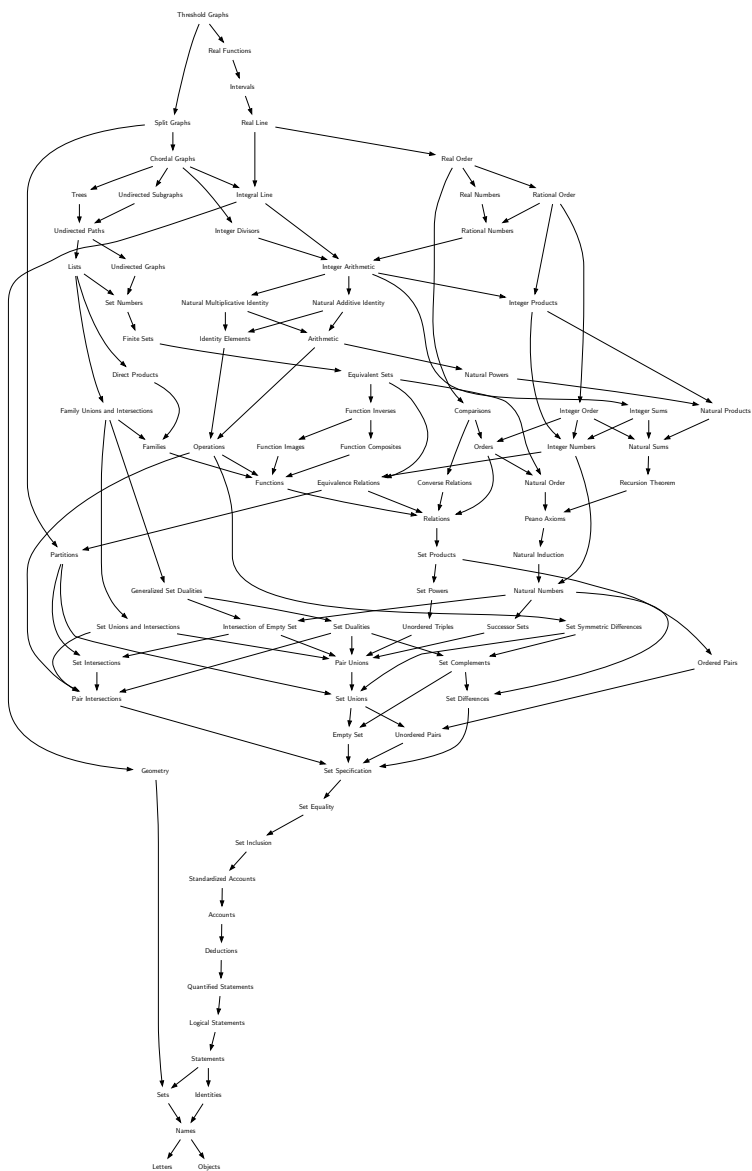 Threshold Graphs
Real Functions
Intervals
Split Graphs
Real Line
Chordal Graphs
Real Order
Trees
Undirected Subgraphs
Integral Line
Real Numbers
Rational Order
Undirected Paths
Integer Divisors
Rational Numbers
Lists
Undirected Graphs
Integer Arithmetic
Set Numbers
Natural Multiplicative Identity
Natural Additive Identity
Integer Products
Finite Sets
Identity Elements
Arithmetic
Direct Products
Equivalent Sets
Natural Powers
Family Unions and Intersections
Function Inverses
Comparisons
Integer Order
Integer Sums
Natural Products
Families
Operations
Function Images
Function Composites
Orders
Integer Numbers
Natural Sums
Functions
Equivalence Relations
Converse Relations
Natural Order
Recursion Theorem
Relations
Peano Axioms
Partitions
Set Products
Natural Induction
Generalized Set Dualities
Set Powers
Natural Numbers
Set Unions and Intersections
Intersection of Empty Set
Set Dualities
Unordered Triples
Successor Sets
Set Symmetric Differences
Set Intersections
Pair Unions
Set Complements
Ordered Pairs
Pair Intersections
Set Unions
Set Differences
Empty Set
Unordered Pairs
Geometry
Set Specification
Set Equality
Set Inclusion
Standardized Accounts
Accounts
Deductions
Quantified Statements
Logical Statements
Statements
Sets
Identities
Names
Letters
Objects